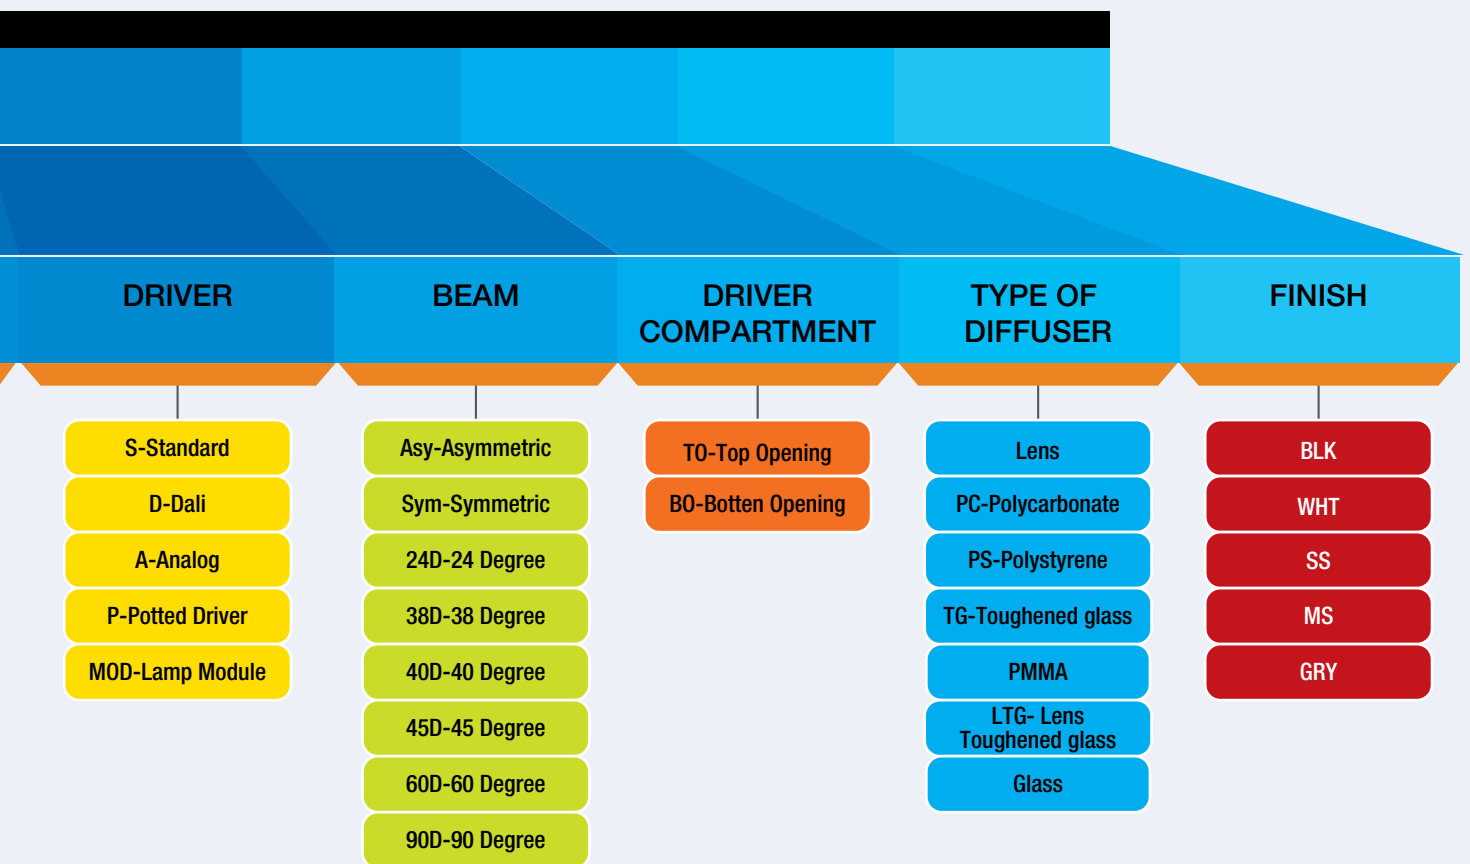 DRIVER
BEAM
DRIVER
COMPARTMENT
TYPE OF
DIFFUSER
FINISH
S-Standard
D-Dali
A-Analog
P-Potted Driver
MOD-Lamp Module
Asy-Asymmetric
Sym-Symmetric
24D-24 Degree
38D-38 Degree
40D-40 Degree
45D-45 Degree
60D-60 Degree
90D-90 Degree
TO-Top Opening
BO-Botten Opening
Lens
PC-Polycarbonate
PS-Polystyrene
TG-Toughened glass
PMMA
LTG- Lens
Toughened glass
Glass
BLK
WHT
SS
MS
GRY